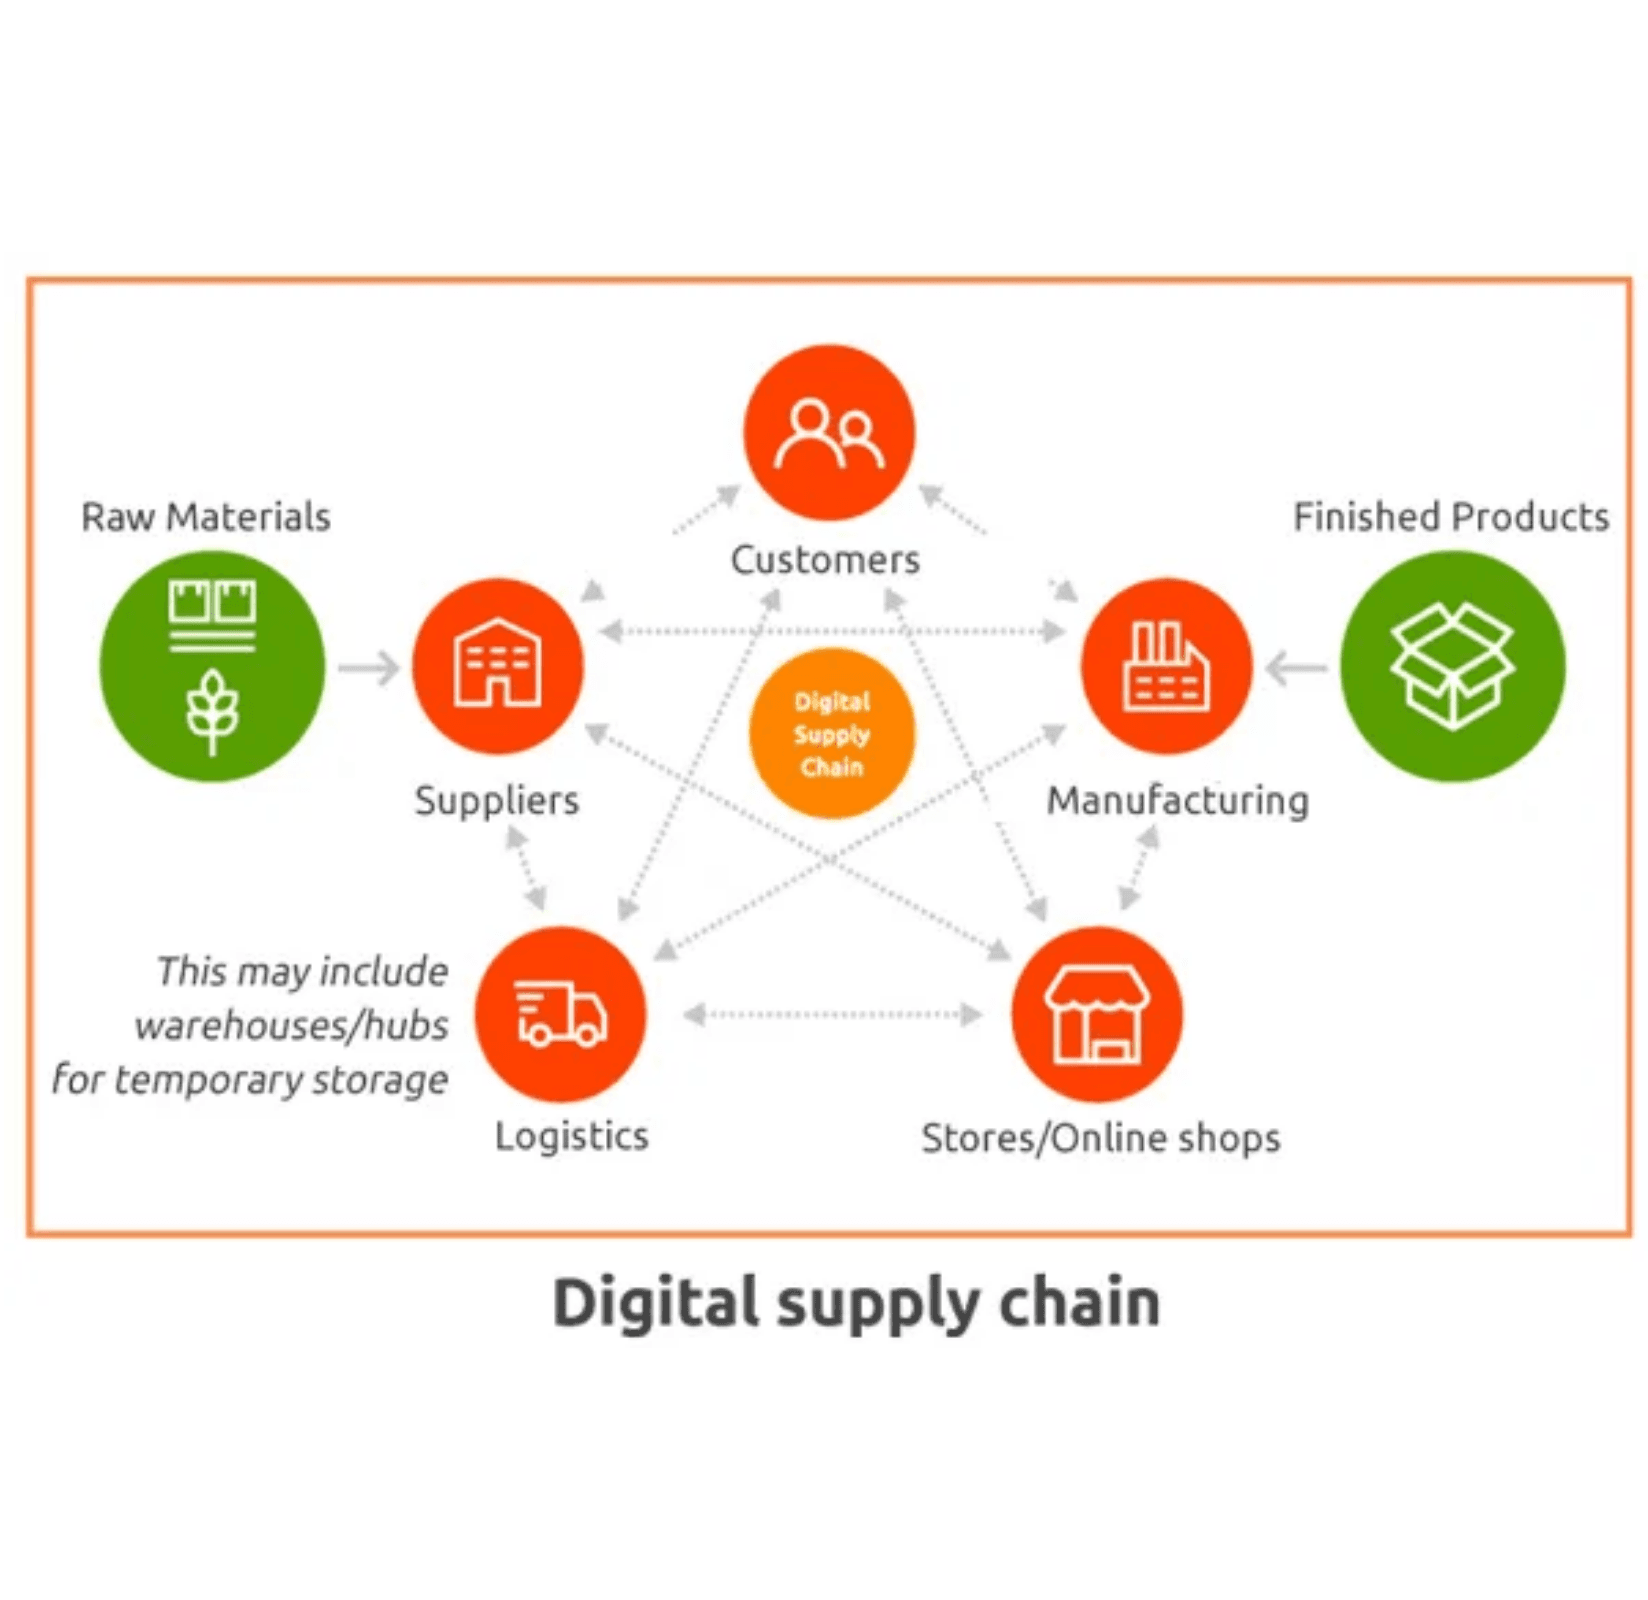 Customers
Raw Materials
Finished Products
Digital
Supply
Chain
Suppliers
Manufacturing
This may include
warehouses/hubs
for temporary storage
Logistics
Stores/Online shops
Digital supply chain